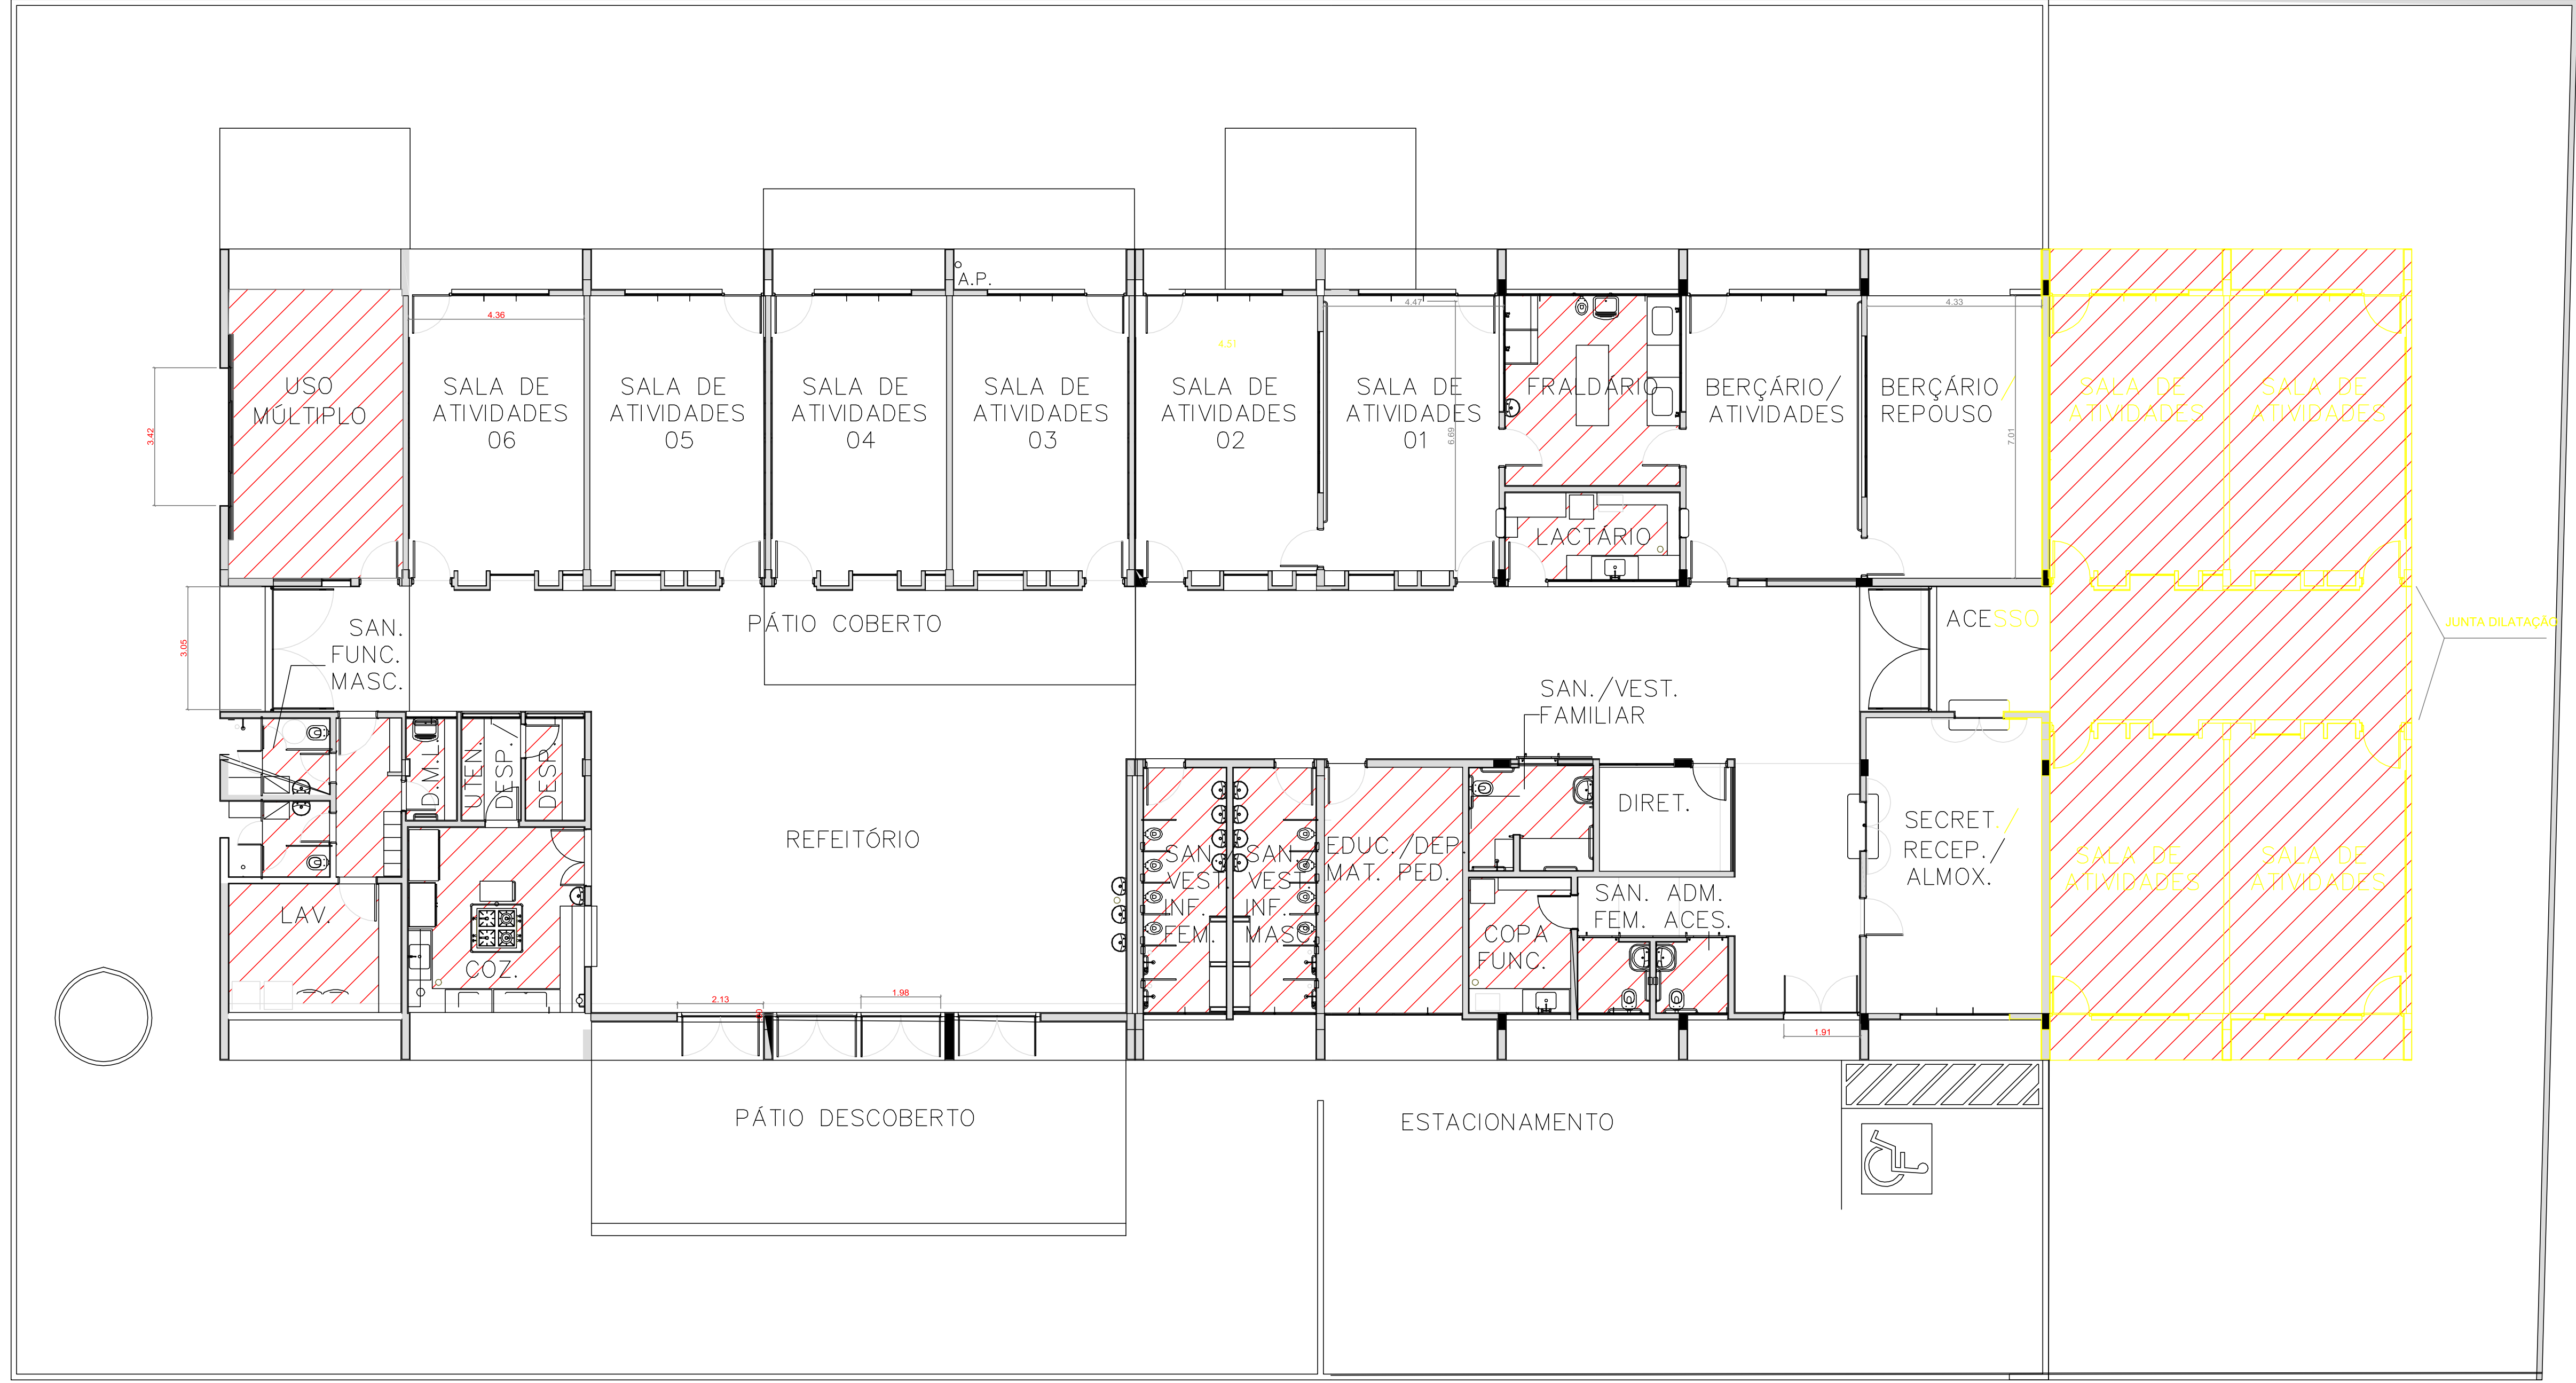 A.P.
4.36
4.51
4.47
4.33
USO
MÚLTIPLO
SALA DE
ATIVIDADES
06
SALA DE
ATIVIDADES
05
SALA DE
ATIVIDADES
04
SALA DE
ATIVIDADES
03
SALA DE
ATIVIDADES
02
SALA DE
ATIVIDADES
01
FRALDÁRIO
BERÇÁRIO/
ATIVIDADES
BERÇÁRIO/
REPOUSO
SALA DE
ATIVIDADES
SALA DE
ATIVIDADES
3.42
6.69
7.01
LACTÁRIO
3.05
SAN.
FUNC.
MASC.
PÁTIO COBERTO
ACESSO
JUNTA DILATAÇÃO
SAN./VEST.
FAMILIAR
D.M.L.
UTEN.
DESP./
DESP.
REFEITÓRIO
DIRET.
SECRET./
RECEP./
ALMOX.
EDUC./DEP.
MAT. PED.
SAN.
VEST.
INF.
FEM.
SAN.
VEST.
INF.
MASC.
SALA DE
ATIVIDADES
SALA DE
ATIVIDADES
LAV.
COZ.
COPA
FUNC.
SAN. ADM.
FEM. ACES.
2.13
1.98
1.91
PÁTIO DESCOBERTO
ESTACIONAMENTO